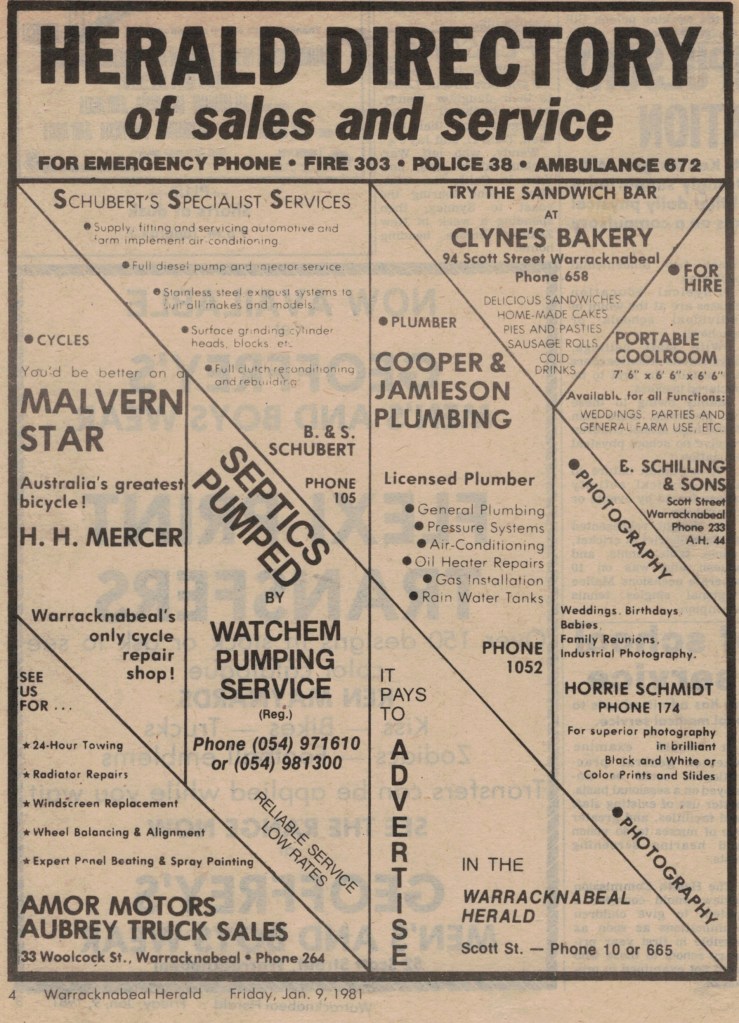 HERALD DIRECTORY
of sales and service
FOR EMERGENCY PHONE • FIRE 303 • POLICE 38 • AMBULANCE 672
SCHUBERT'S SPECIALIST SERVICES
• Supply, fitting and servicing automotive and
farm implement air-conditioning
• Full diesel pump and injector service.
• Stainless steel exhaust systems to
all makes and models.
• Surface grinding cylinder
heads, blocks, etc.
• Full clutch reconditioning
and rebuilding
B. & S.
SCHUBERT
PHONE
105
• CYCLES
You'd be better on a
MALVERN
STAR
Australia's greatest
bicycle!
H. H. MERCER
Warracknabeal's
only cycle
repair
shop!
SEPTICS
PUMPED
BY
WATCHEM
PUMPING
SERVICE
(Reg.)
Phone (054) 971610
or (054) 981300
RELIABLE SERVICE
LOW RATES
SEE
US
FOR ...
★ 24-Hour Towing
★ Radiator Repairs
★ Windscreen Replacement
★ Wheel Balancing & Alignment
★ Expert Panel Beating & Spray Painting
AMOR MOTORS
AUBREY TRUCK SALES
33 Woolcock St., Warracknabeal • Phone 264
TRY THE SANDWICH BAR
AT
CLYNE'S BAKERY
94 Scott Street Warracknabeal
Phone 658
DELICIOUS SANDWICHES
HOME-MADE CAKES
PIES AND PASTIES
SAUSAGE ROLLS
COLD
DRINKS
• PLUMBER
COOPER &
JAMIESON
PLUMBING
Licensed Plumber
• General Plumbing
• Pressure Systems
• Air-Conditioning
• Oil Heater Repairs
• Gas Installation
• Rain Water Tanks
PHONE
1052
• FOR
HIRE
PORTABLE
COOLROOM
7' 6" x 6' 6" x 6' 6"
Available for all Functions:
WEDDINGS, PARTIES AND
GENERAL FARM USE, ETC.
E. SCHILLING
& SONS
Scott Street
Warracknabeal
Phone 233
A.H. 44
• PHOTOGRAPHY
Weddings, Birthdays,
Babies,
Family Reunions,
Industrial Photography.
HORRIE SCHMIDT
PHONE 174
For superior photography
in brilliant
Black and White or
Color Prints and Slides
• PHOTOGRAPHY
IT
PAYS
TO
ADVERTISE
IN THE
WARRACKNABEAL
HERALD
Scott St. — Phone 10 or 665
4 Warracknabeal Herald Friday, Jan. 9, 1981